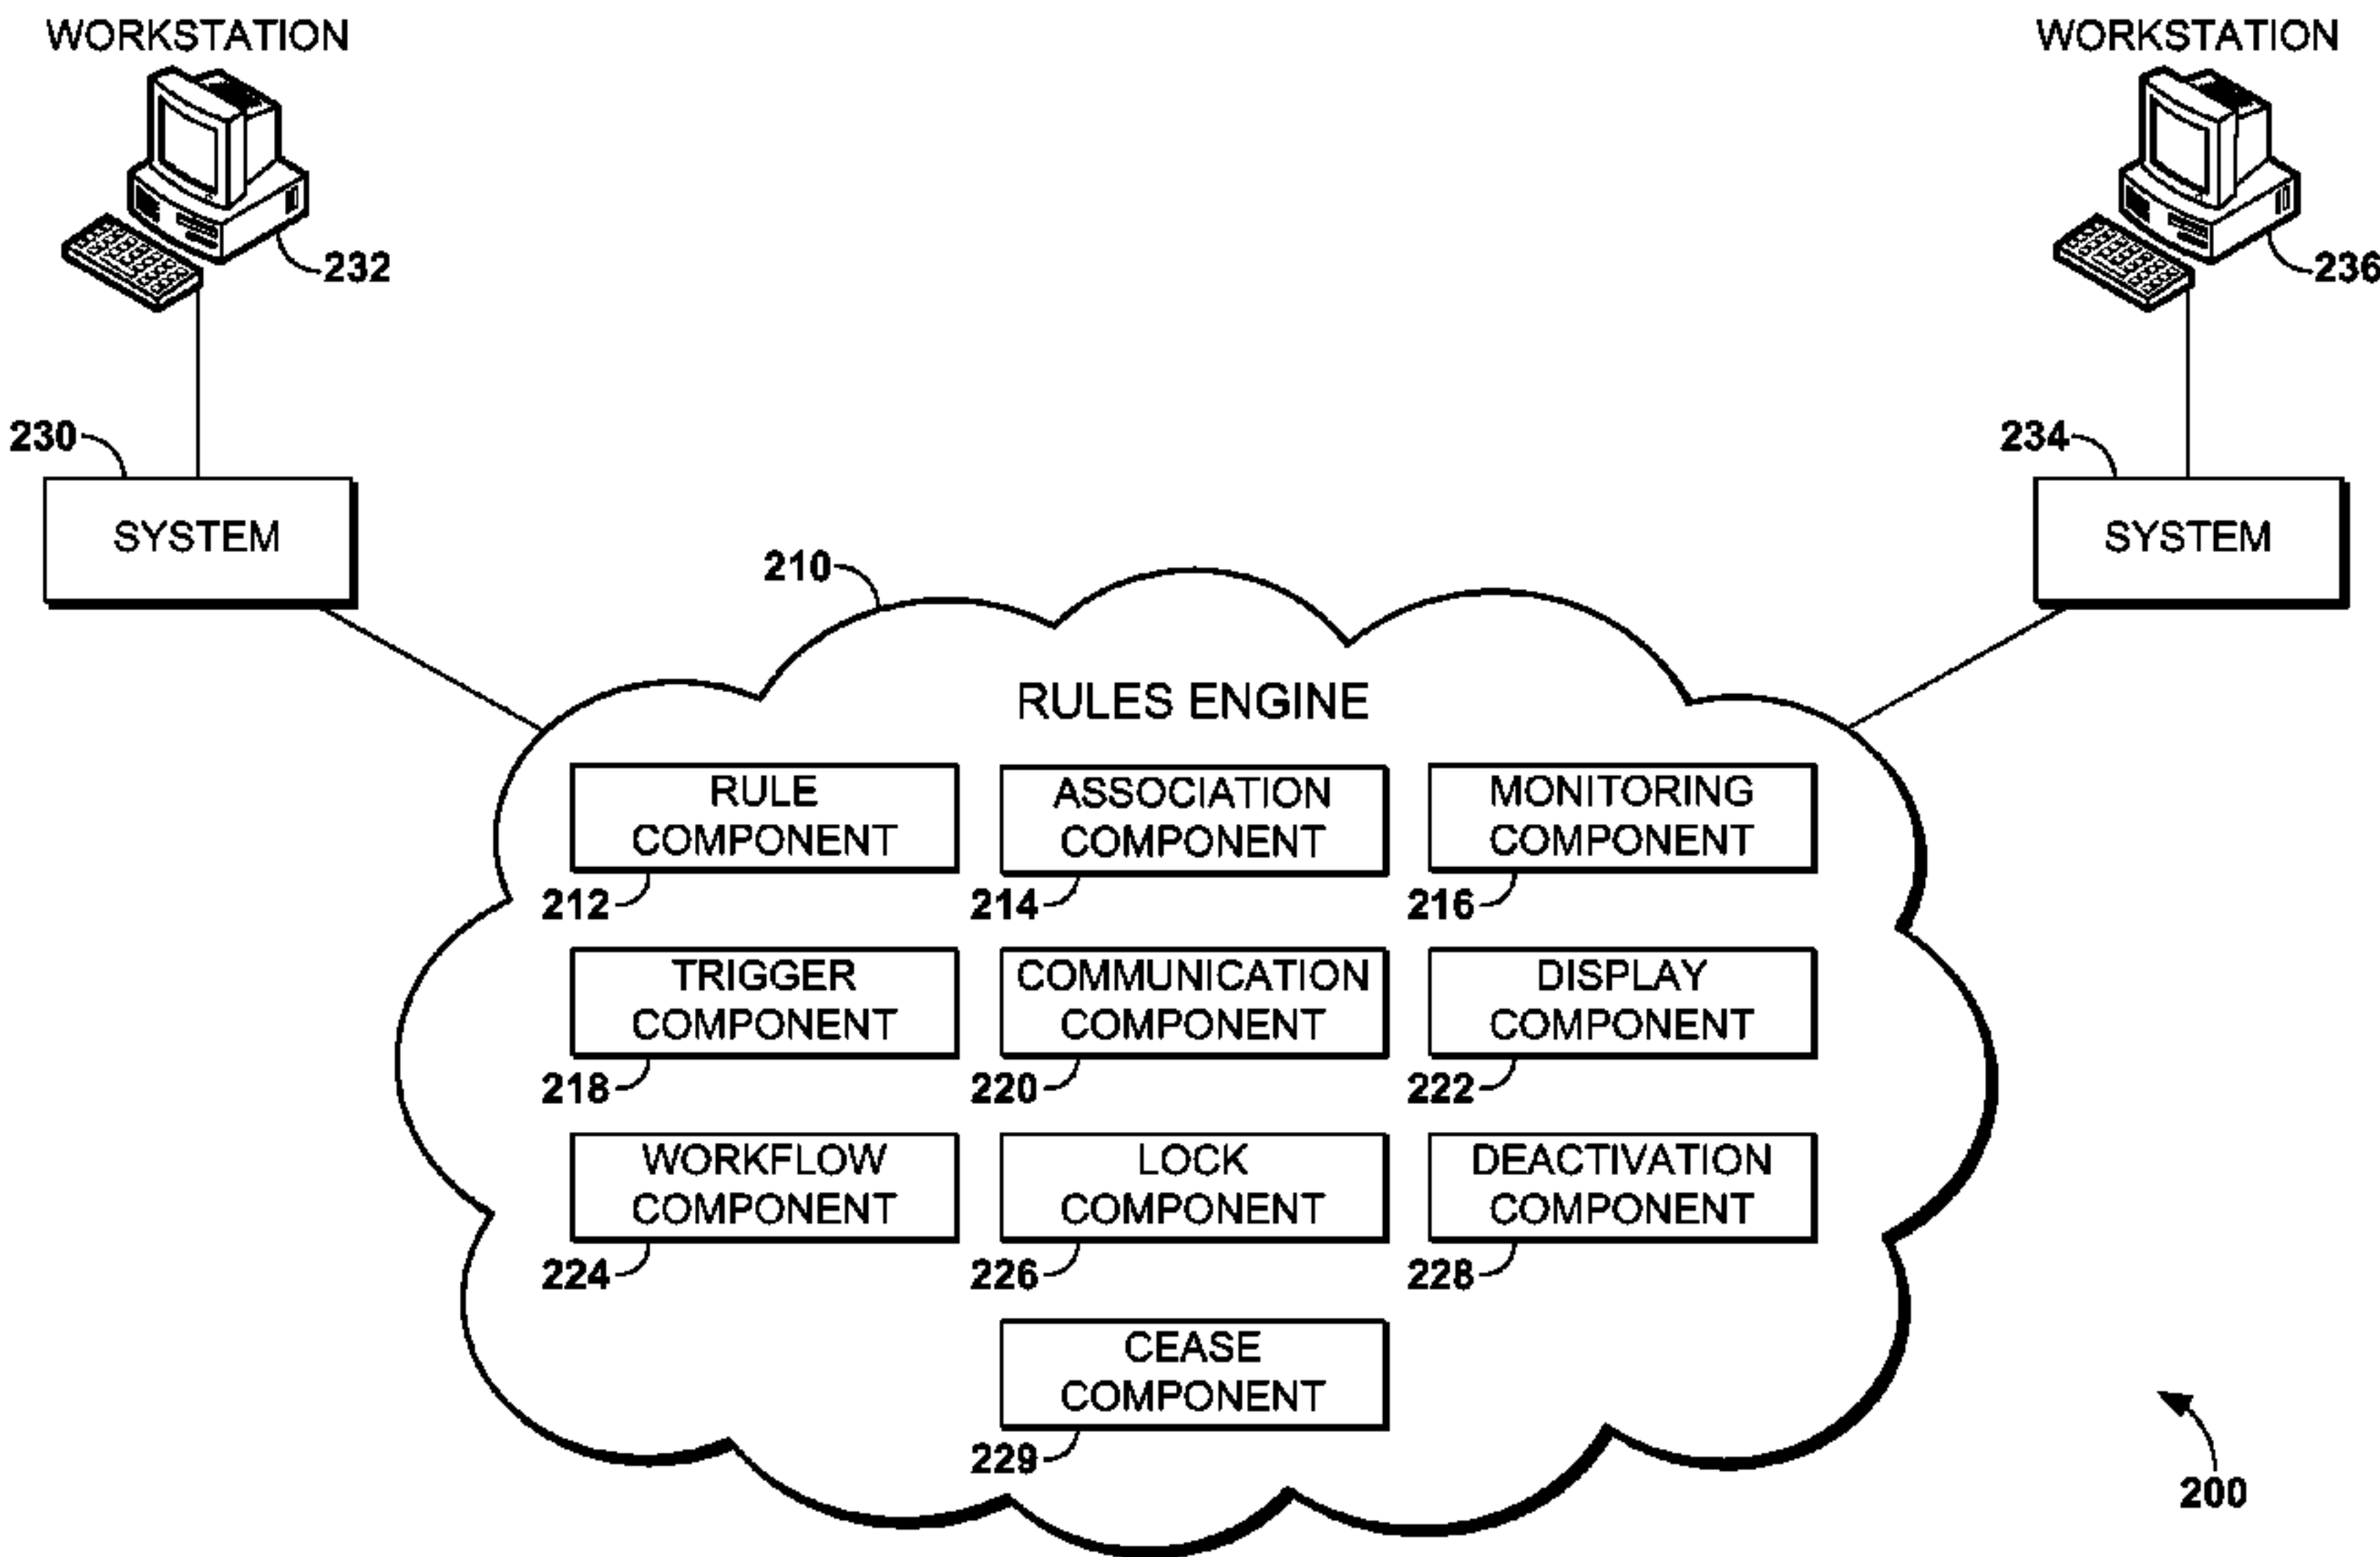 WORKSTATION
WORKSTATION
232
236
230
234
SYSTEM
SYSTEM
210
RULES ENGINE
RULE
COMPONENT
212
ASSOCIATION
COMPONENT
214
MONITORING
COMPONENT
216
TRIGGER
COMPONENT
218
COMMUNICATION
COMPONENT
220
DISPLAY
COMPONENT
222
WORKFLOW
COMPONENT
224
LOCK
COMPONENT
226
DEACTIVATION
COMPONENT
228
CEASE
COMPONENT
229
200